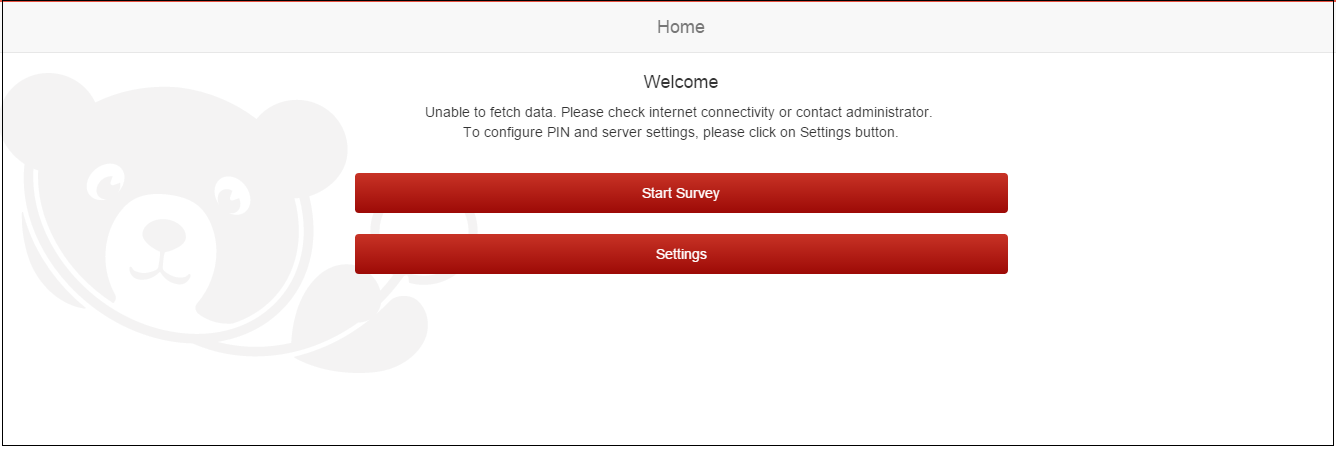 Home
Welcome
Unable to fetch data. Please check internet connectivity or contact administrator.
To configure PIN and server settings, please click on Settings button.
Start Survey
Settings